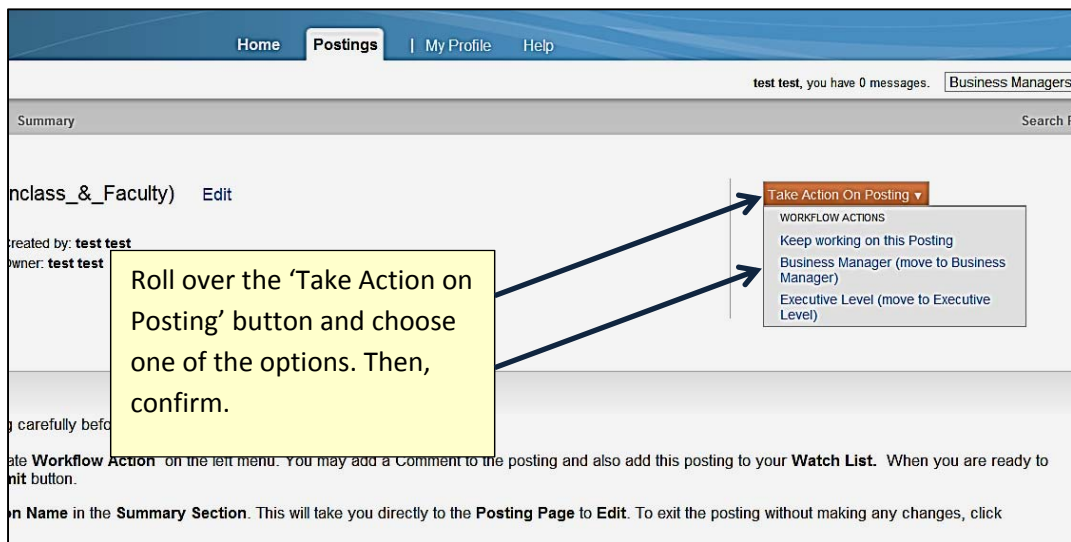 Home Postings | My Profile Help
test test, you have 0 messages. Business Managers
Summary Search
nclass_&_Faculty) Edit
Take Action On Posting ▾
WORKFLOW ACTIONS
Keep working on this Posting
Business Manager (move to Business
Manager)
Executive Level (move to Executive
Level)
Created by: test test
Owner: test test
Roll over the ‘Take Action on
Posting’ button and choose
one of the options. Then,
confirm.
carefully befo
ate Workflow Action on the left menu. You may add a Comment to the posting and also add this posting to your Watch List. When you are ready to
mit button.
on Name in the Summary Section. This will take you directly to the Posting Page to Edit. To exit the posting without making any changes, click